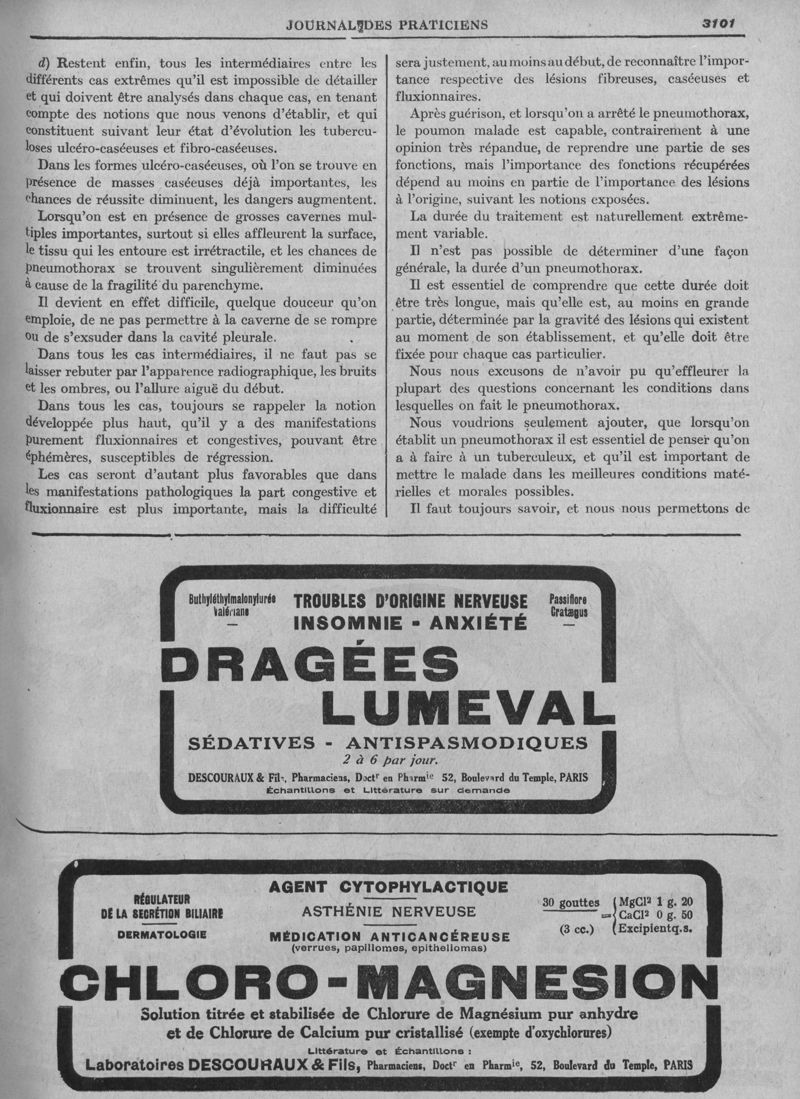 JOURNAL DES PRATICIENS
3101
d) Restent enfin, tous les intermédiaires entre les
différents cas extrêmes qu'il est impossible de détailler
et qui doivent être analysés dans chaque cas, en tenant
compte des notions que nous venons d'établir, et qui
constituent suivant leur état d'évolution les tubercu-
loses ulcéro-caséeuses et fibro-caséeuses.
Dans les formes ulcéro-caséeuses, où l'on se trouve en
présence de masses caséeuses déjà importantes, les
chances de réussite diminuent, les dangers augmentent.
Lorsqu'on est en présence de grosses cavernes mul-
tiples importantes, surtout si elles affleurent la surface,
le tissu qui les entoure est irrétractile, et les chances de
pneumothorax se trouvent singulièrement diminuées
à cause de la fragilité du parenchyme.
Il devient en effet difficile, quelque douceur qu'on
emploie, de ne pas permettre à la caverne de se rompre
ou de s'exsuder dans la cavité pleurale.
Dans tous les cas intermédiaires, il ne faut pas se
laisser rebuter par l'apparence radiographique, les bruits
et les ombres, ou l'allure aiguë du début.
Dans tous les cas, toujours se rappeler la notion
développée plus haut, qu'il y a des manifestations
purement fluxionnaires et congestives, pouvant être
éphémères, susceptibles de régression.
Les cas seront d'autant plus favorables que dans
les manifestations pathologiques la part congestive et
fluxionnaire est plus importante, mais la difficulté
sera justement, au moins au début, de reconnaître l'impor-
tance respective des lésions fibreuses, caséeuses et
fluxionnaires.
Après guérison, et lorsqu'on a arrêté le pneumothorax,
le poumon malade est capable, contrairement à une
opinion très répandue, de reprendre une partie de ses
fonctions, mais l'importance des fonctions récupérées
dépend au moins en partie de l'importance des lésions
à l'origine, suivant les notions exposées.
La durée du traitement est naturellement extrême-
ment variable.
Il n'est pas possible de déterminer d'une façon
générale, la durée d'un pneumothorax.
Il est essentiel de comprendre que cette durée doit
être très longue, mais qu'elle est, au moins en grande
partie, déterminée par la gravité des lésions qui existent
au moment de son établissement, et qu'elle doit être
fixée pour chaque cas particulier.
Nous nous excusons de n'avoir pu qu'effleurer la
plupart des questions concernant les conditions dans
lesquelles on fait le pneumothorax.
Nous voudrions seulement ajouter, que lorsqu'on
établit un pneumothorax il est essentiel de penser qu'on
a à faire à un tuberculeux, et qu'il est important de
mettre le malade dans les meilleures conditions maté-
rielles et morales possibles.
Il faut toujours savoir, et nous nous permettons de
Buthyléthylmalonylurée
Valériane
TROUBLES D'ORIGINE NERVEUSE
INSOMNIE - ANXIÉTÉ
Passiflore
Cratægus
DRAGÉES
LUMEVAL
SÉDATIVES - ANTISPASMODIQUES
2 à 6 par jour.
DESCOURAUX & Fils, Pharmaciens, Doctr en Pharmie 52, Boulevard du Temple, PARIS
Échantillons et Littérature sur demande
RÉGULATEUR
DE LA SECRÉTION BILIAIRE
DERMATOLOGIE
AGENT CYTOPHYLACTIQUE
ASTHÉNIE NERVEUSE
MÉDICATION ANTICANCÉREUSE
(verrues, papillomes, epitheliomas)
30 gouttes
(3 cc.)
=
MgCl² 1 g. 20
CaCl² 0 g. 50
Excipient q.s.
CHLORO-MAGNESION
Solution titrée et stabilisée de Chlorure de Magnésium pur anhydre
et de Chlorure de Calcium pur cristallisé (exempte d'oxychlorures)
Littérature et Échantillons :
Laboratoires DESCOURAUX & Fils, Pharmaciens, Doctr en Pharmie, 52, Boulevard du Temple, PARIS